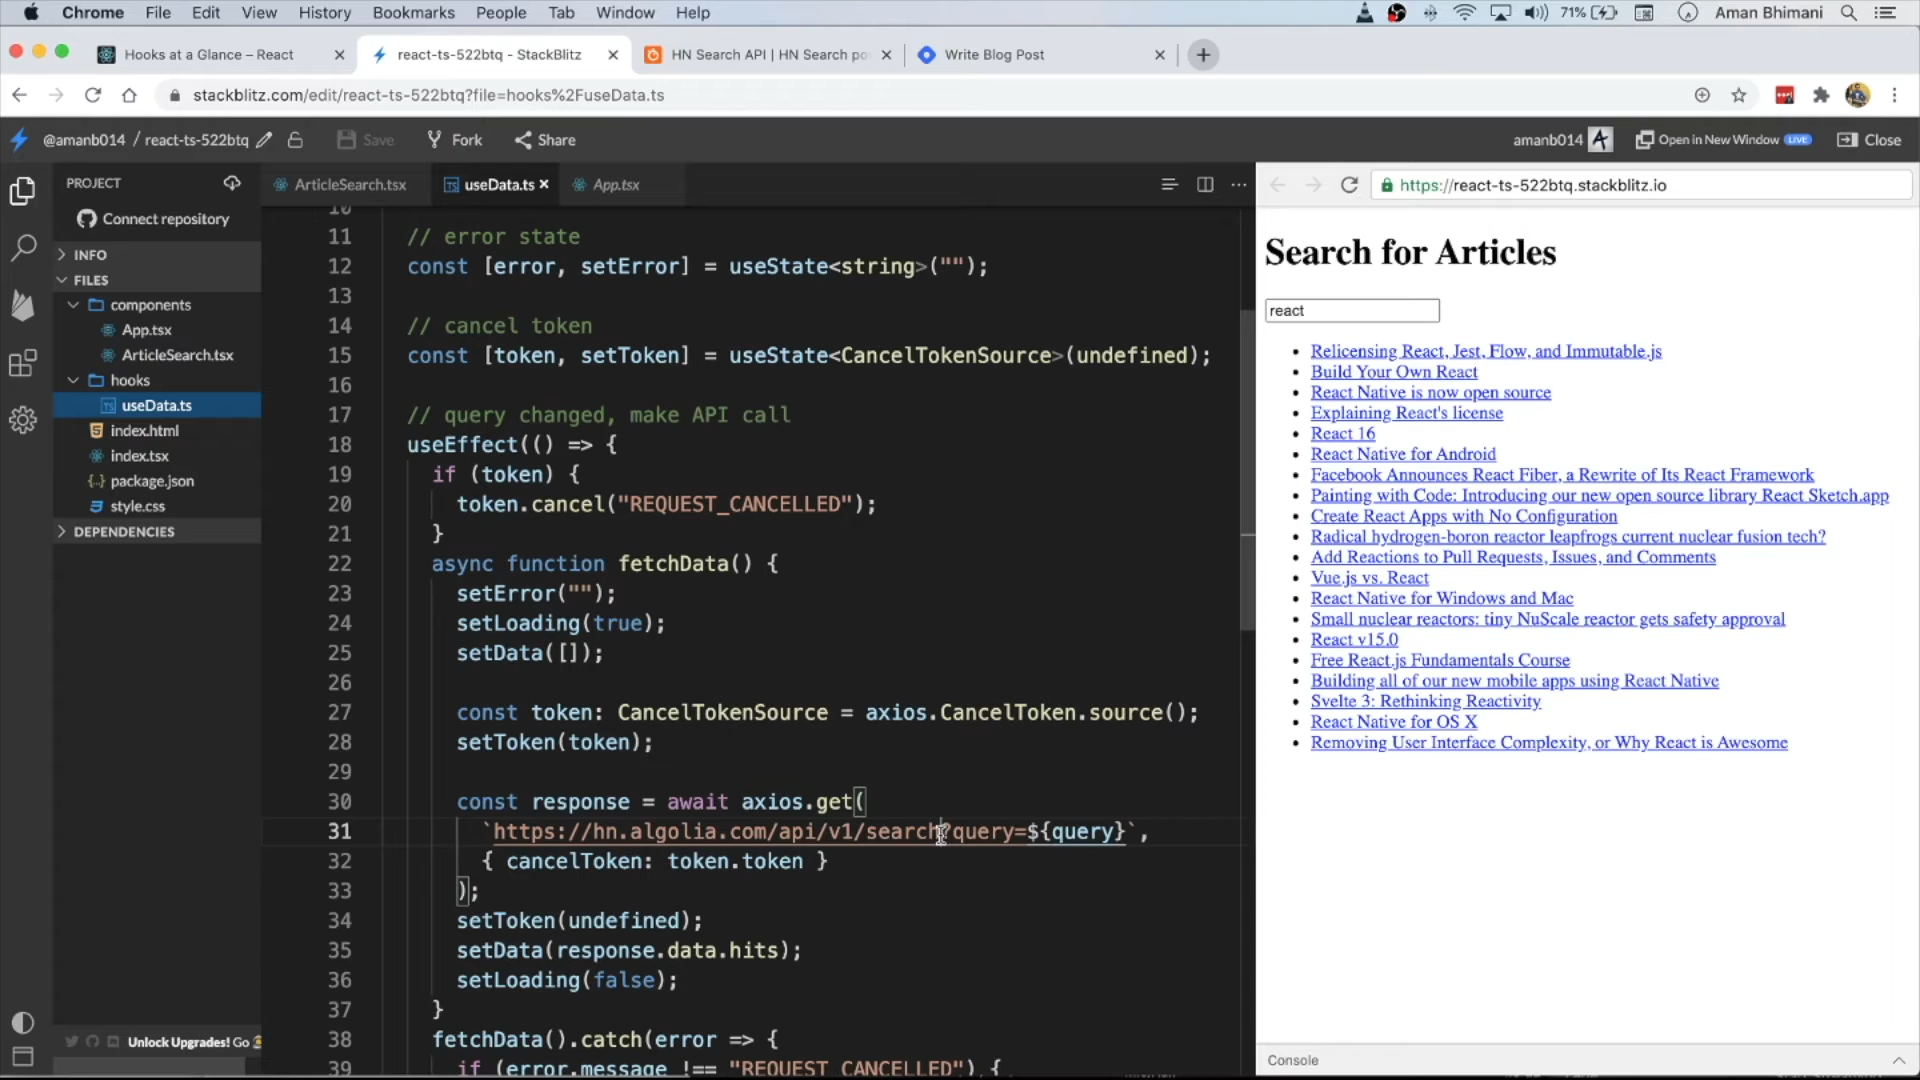 Chrome File Edit View History Bookmarks People Tab Window Help 71% Aman Bhimani
Hooks at a Glance – React
react-ts-522btq - StackBlitz
HN Search API | HN Search po
Write Blog Post
stackblitz.com/edit/react-ts-522btq?file=hooks%2FuseData.ts
@amanb014 / react-ts-522btq Save Fork Share amanb014 Open in New Window LIVE Close
PROJECT
Connect repository
INFO
FILES
components
App.tsx
ArticleSearch.tsx
hooks
useData.ts
index.html
index.tsx
package.json
style.css
DEPENDENCIES
Unlock Upgrades! Go
ArticleSearch.tsx useData.ts App.tsx
10
11 // error state
12 const [error, setError] = useState<string>("");
13
14 // cancel token
15 const [token, setToken] = useState<CancelTokenSource>(undefined);
16
17 // query changed, make API call
18 useEffect(() => {
19 if (token) {
20 token.cancel("REQUEST_CANCELLED");
21 }
22 async function fetchData() {
23 setError("");
24 setLoading(true);
25 setData([]);
26
27 const token: CancelTokenSource = axios.CancelToken.source();
28 setToken(token);
29
30 const response = await axios.get(
31 `https://hn.algolia.com/api/v1/search?query=${query}`,
32 { cancelToken: token.token }
33 );
34 setToken(undefined);
35 setData(response.data.hits);
36 setLoading(false);
37 }
38 fetchData().catch(error => {
39 if (error.message !== "REQUEST_CANCELLED") {
https://react-ts-522btq.stackblitz.io
Search for Articles
react
Relicensing React, Jest, Flow, and Immutable.js
Build Your Own React
React Native is now open source
Explaining React's license
React 16
React Native for Android
Facebook Announces React Fiber, a Rewrite of Its React Framework
Painting with Code: Introducing our new open source library React Sketch.app
Create React Apps with No Configuration
Radical hydrogen-boron reactor leapfrogs current nuclear fusion tech?
Add Reactions to Pull Requests, Issues, and Comments
Vue.js vs. React
React Native for Windows and Mac
Small nuclear reactors: tiny NuScale reactor gets safety approval
React v15.0
Free React.js Fundamentals Course
Building all of our new mobile apps using React Native
Svelte 3: Rethinking Reactivity
React Native for OS X
Removing User Interface Complexity, or Why React is Awesome
Console